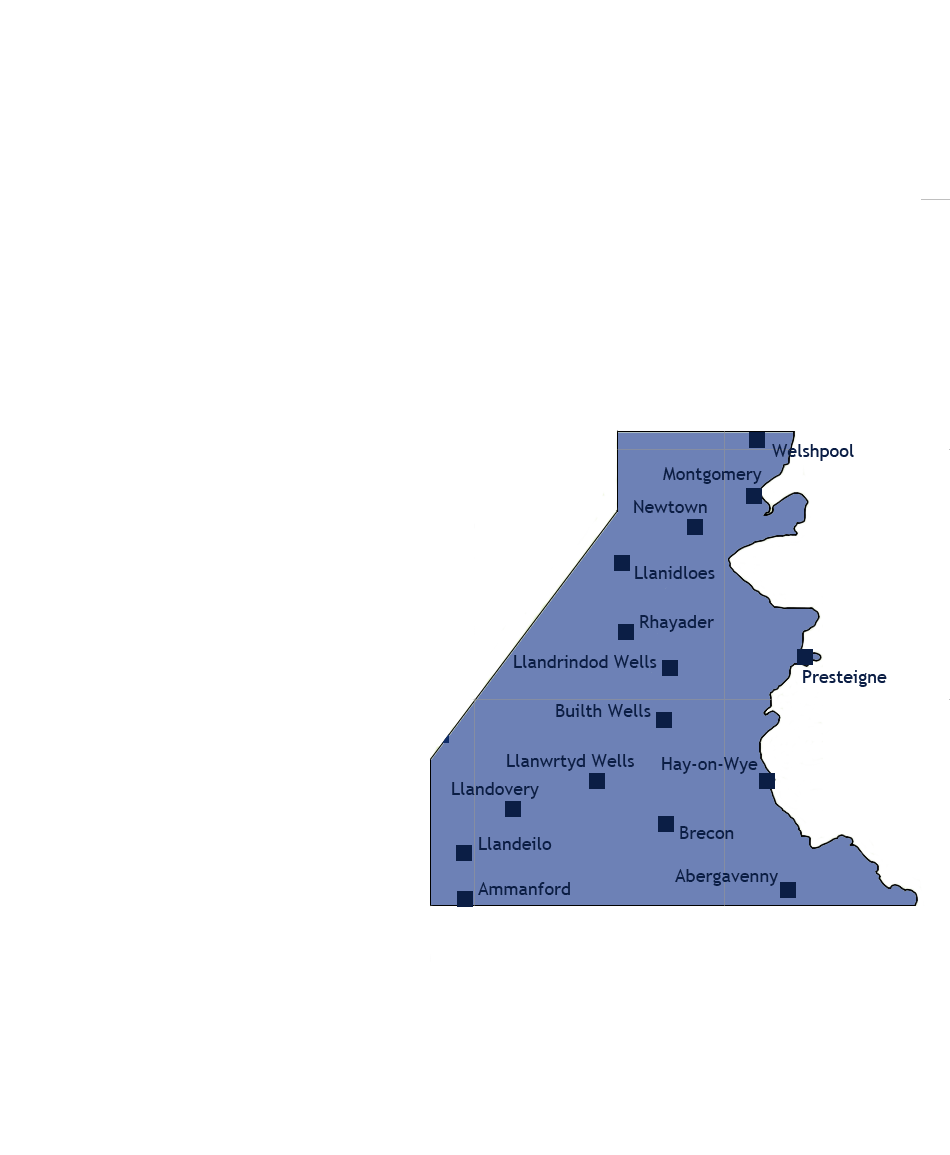 Welshpool
Montgomery
Newtown
Llanidloes
Rhayader
Llandrindod Wells
Presteigne
Builth Wells
Llanwrtyd Wells
Hay-on-Wye
Llandovery
Brecon
Llandeilo
Abergavenny
Ammanford